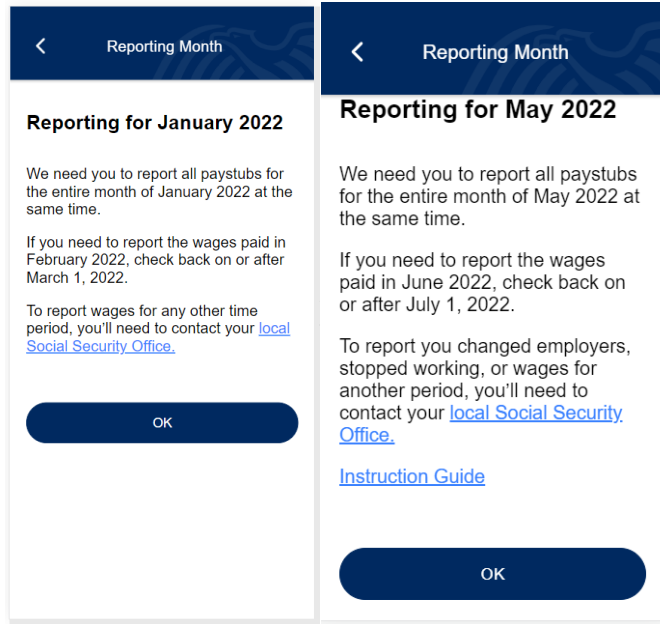 Reporting Month
Reporting for January 2022
We need you to report all paystubs for
the entire month of January 2022 at the
same time.
If you need to report the wages paid in
February 2022, check back on or after
March 1, 2022.
To report wages for any other time
period, you'll need to contact your local
Social Security Office.
OK
Reporting Month
Reporting for May 2022
We need you to report all paystubs
for the entire month of May 2022 at
the same time.
If you need to report the wages
paid in June 2022, check back on
or after July 1, 2022.
To report you changed employers,
stopped working, or wages for
another period, you'll need to
contact your local Social Security
Office.
Instruction Guide
OK